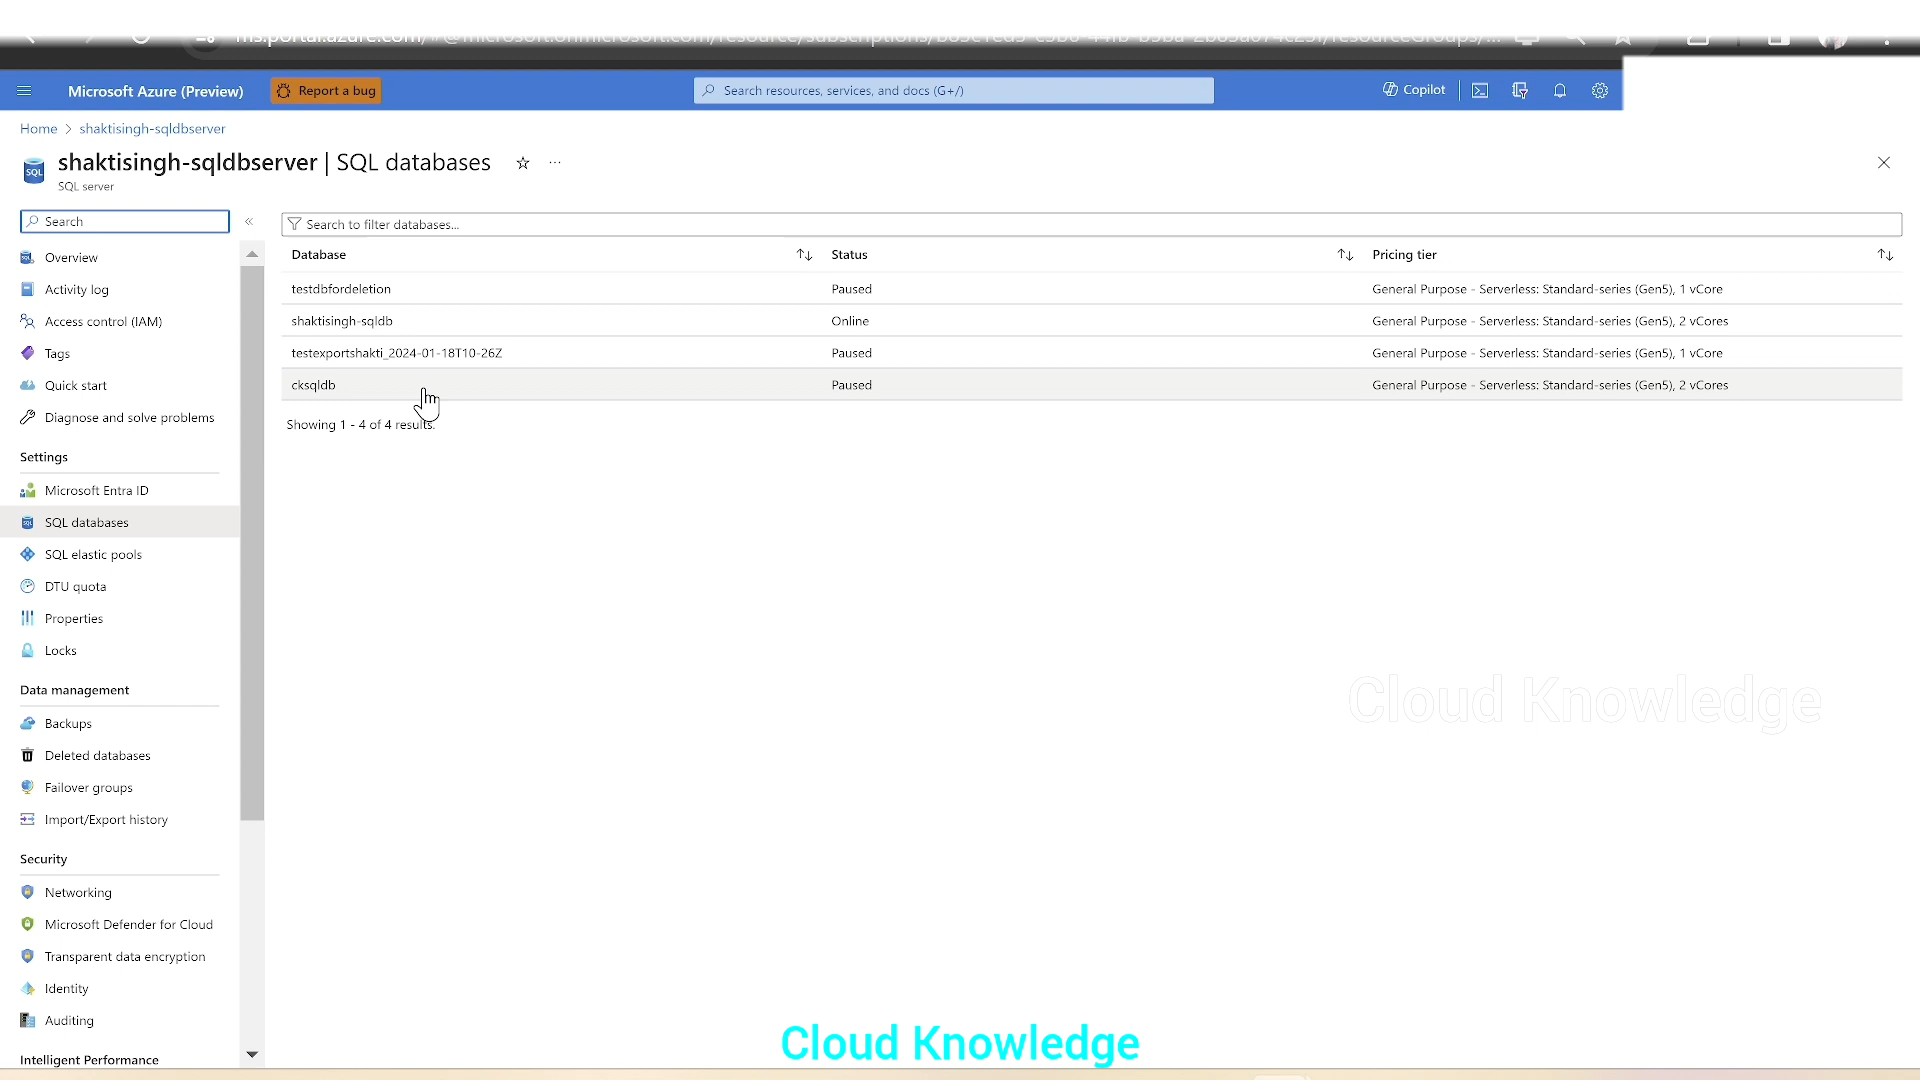 Microsoft Azure (Preview)
Report a bug
Search resources, services, and docs (G+/)
Copilot
Home > shaktisingh-sqldbserver
shaktisingh-sqldbserver | SQL databases
SQL server
Search
Search to filter databases...
Database Status Pricing tier
testdbfordeletion Paused General Purpose - Serverless: Standard-series (Gen5), 1 vCore
shaktisingh-sqldb Online General Purpose - Serverless: Standard-series (Gen5), 2 vCores
testexportshakti_2024-01-18T10-26Z Paused General Purpose - Serverless: Standard-series (Gen5), 1 vCore
cksqldb Paused General Purpose - Serverless: Standard-series (Gen5), 2 vCores
Showing 1 - 4 of 4 results.
Overview
Activity log
Access control (IAM)
Tags
Quick start
Diagnose and solve problems
Settings
Microsoft Entra ID
SQL databases
SQL elastic pools
DTU quota
Properties
Locks
Data management
Backups
Deleted databases
Failover groups
Import/Export history
Security
Networking
Microsoft Defender for Cloud
Transparent data encryption
Identity
Auditing
Intelligent Performance
Cloud Knowledge
Cloud Knowledge